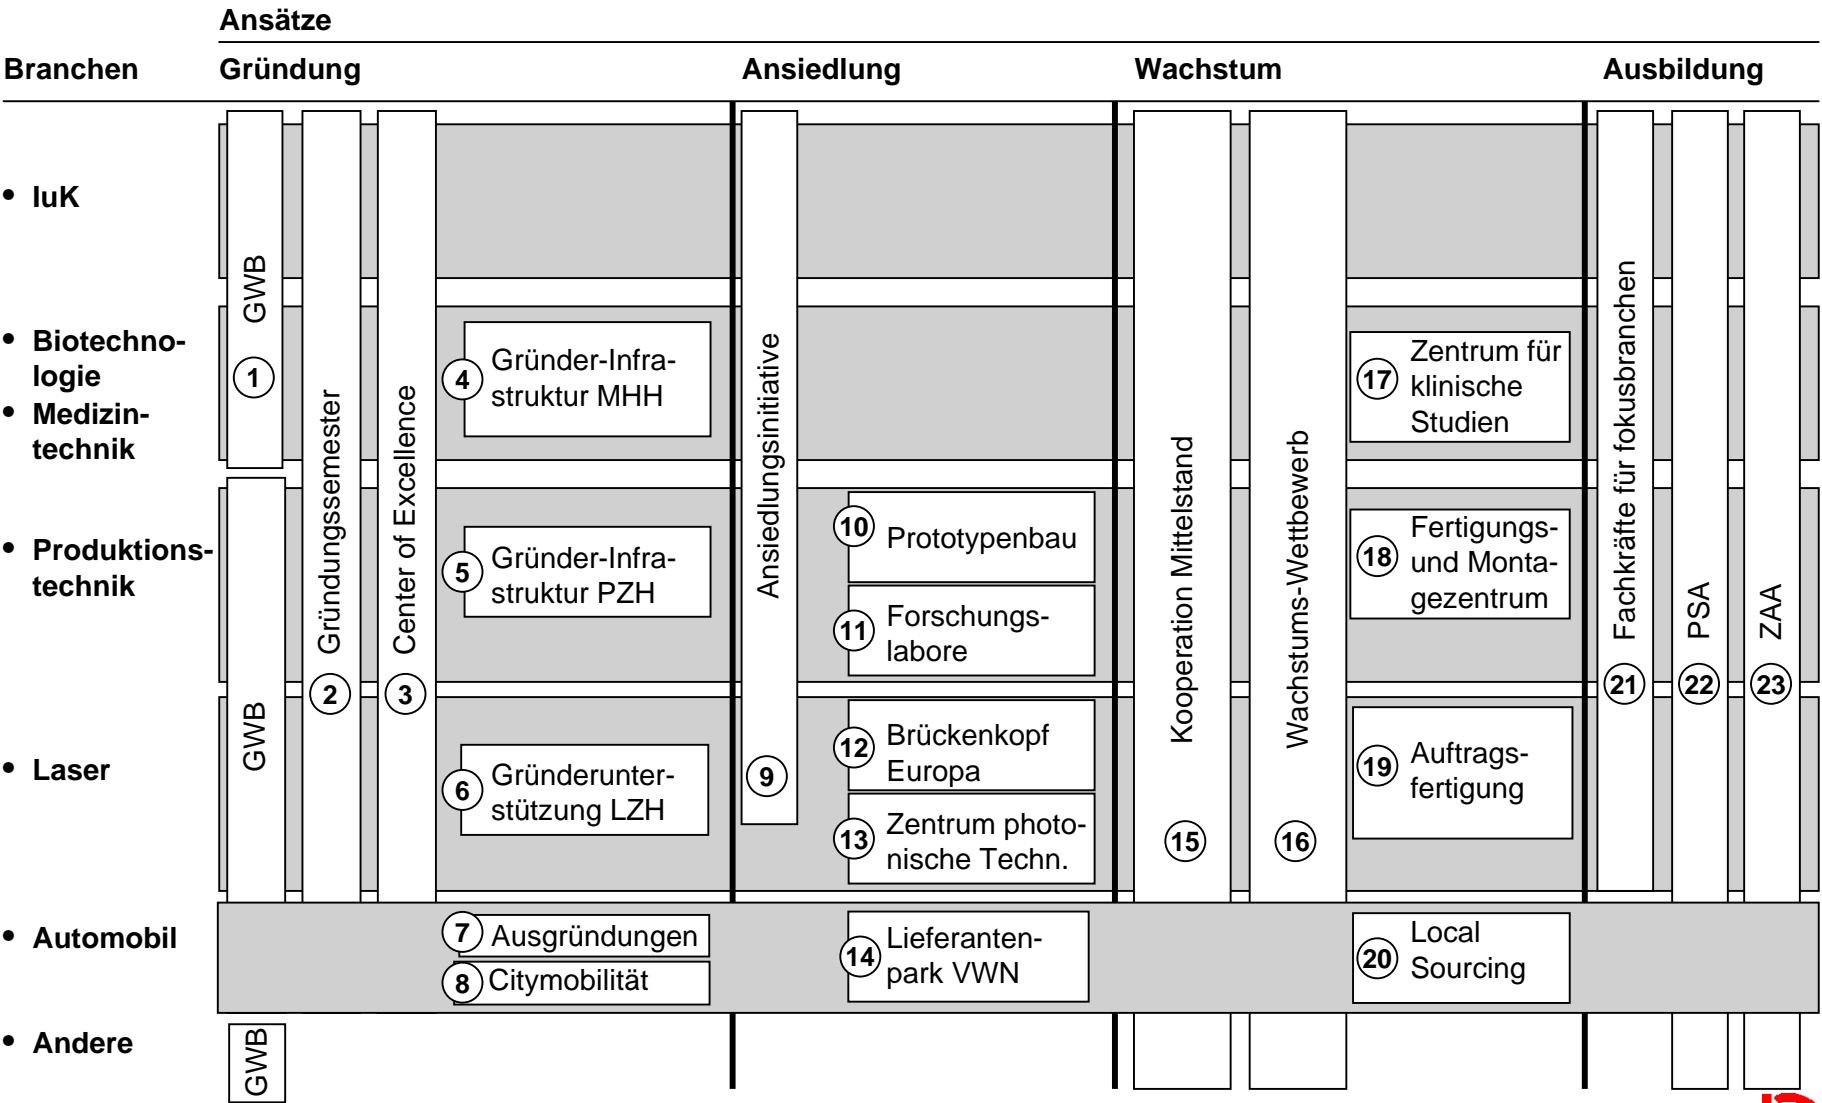 Ansätze
Branchen Gründung Ansiedlung Wachstum Ausbildung
• IuK
• Biotechno-
logie
• Medizin-
technik
• Produktions-
technik
• Laser
• Automobil
• Andere
GWB
1
GWB
GWB
2 Gründungssemester
3 Center of Excellence
4 Gründer-Infra-
struktur MHH
5 Gründer-Infra-
struktur PZH
6 Gründerunter-
stützung LZH
7 Ausgründungen
8 Citymobilität
9 Ansiedlungsinitiative
10 Prototypenbau
11 Forschungs-
labore
12 Brückenkopf
Europa
13 Zentrum photo-
nische Techn.
14 Lieferanten-
park VWN
15 Kooperation Mittelstand
16 Wachstums-Wettbewerb
17 Zentrum für
klinische
Studien
18 Fertigungs-
und Monta-
gezentrum
19 Auftrags-
fertigung
20 Local
Sourcing
21 Fachkräfte für fokusbranchen
22 PSA
23 ZAA